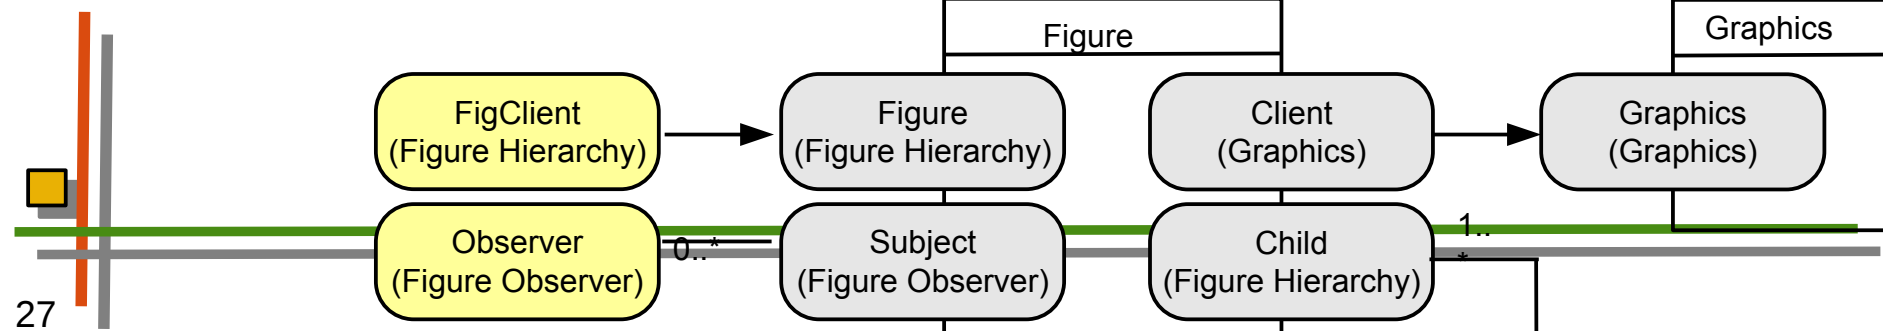 Figure
Graphics
FigClient
(Figure Hierarchy)
Figure
(Figure Hierarchy)
Client
(Graphics)
Graphics
(Graphics)
Observer
(Figure Observer)
0..*
Subject
(Figure Observer)
Child
(Figure Hierarchy)
1..
*
27